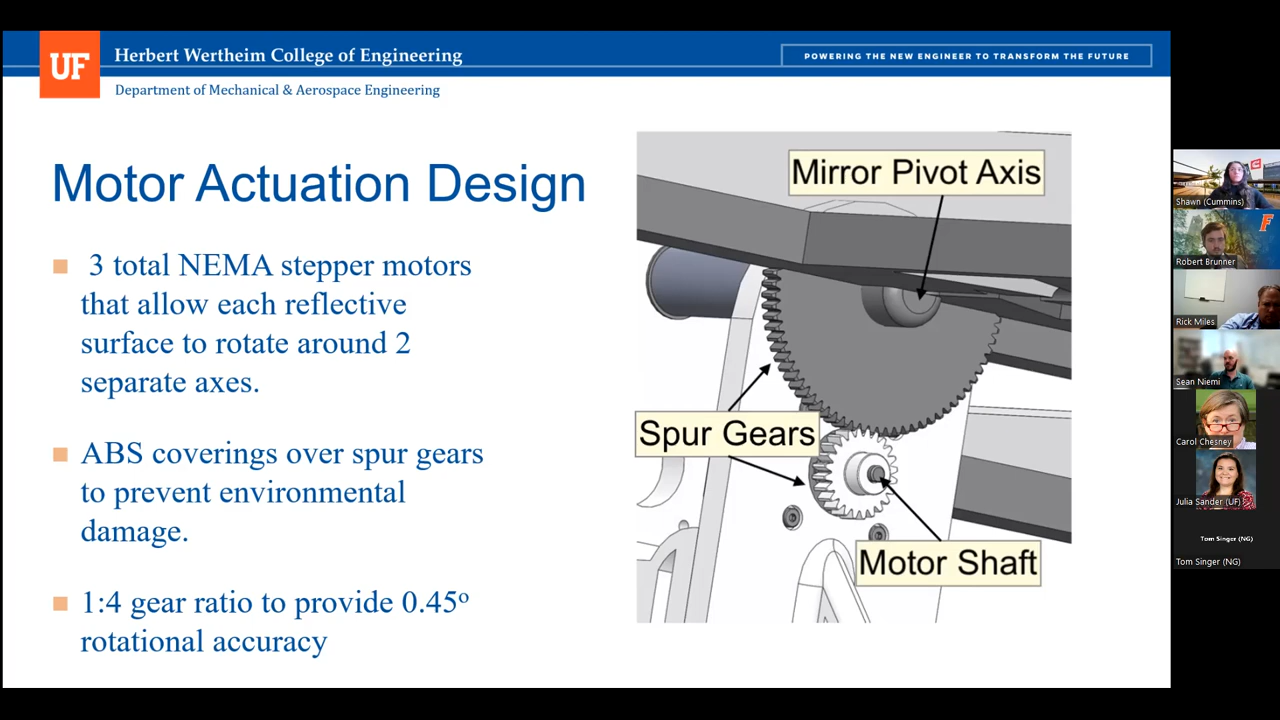 UF
Herbert Wertheim College of Engineering
POWERING THE NEW ENGINEER TO TRANSFORM THE FUTURE
Department of Mechanical & Aerospace Engineering
Motor Actuation Design
3 total NEMA stepper motors
that allow each reflective
surface to rotate around 2
separate axes.
ABS coverings over spur gears
to prevent environmental
damage.
1:4 gear ratio to provide 0.45º
rotational accuracy
Mirror Pivot Axis
Spur Gears
Motor Shaft
Shawn (Cummins)
Robert Brunner
Rick Miles
Sean Niemi
Carol Chesney
Julia Sander (UF)
Tom Singer (NG)
Tom Singer (NG)